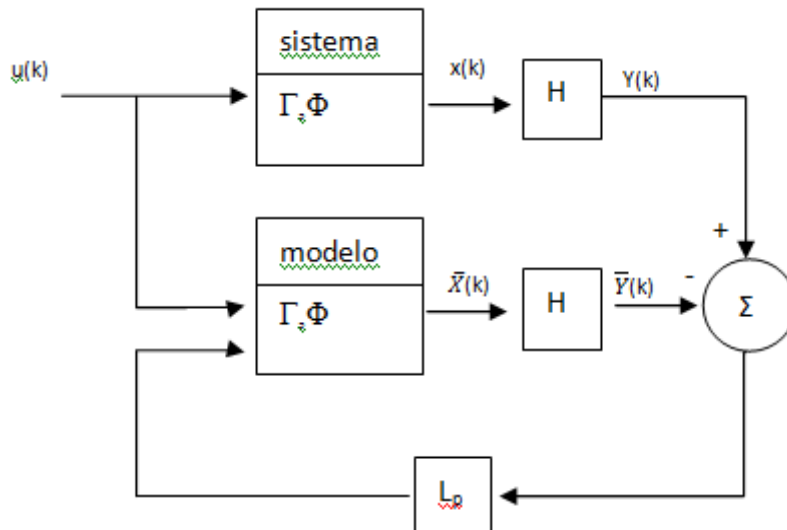 sistema
u(k)
x(k)
H
Y(k)
Γ,Φ
+
modelo
X̄(k)
H
Ȳ(k)
-
Σ
Γ,Φ
Lp